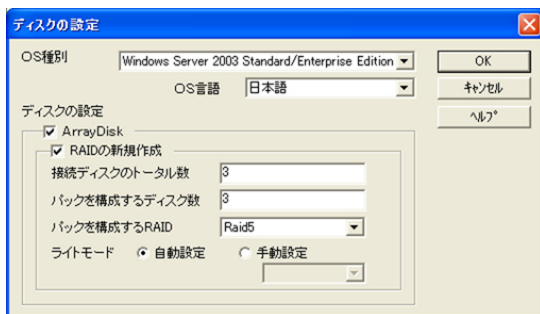 ディスクの設定
OS種別 Windows Server 2003 Standard/Enterprise Edition
OK
OS言語 日本語
キャンセル
ディスクの設定
ヘルプ
ArrayDisk
RAIDの新規作成
接続ディスクのトータル数 3
パックを構成するディスク数 3
パックを構成するRAID Raid5
ライトモード 自動設定 手動設定